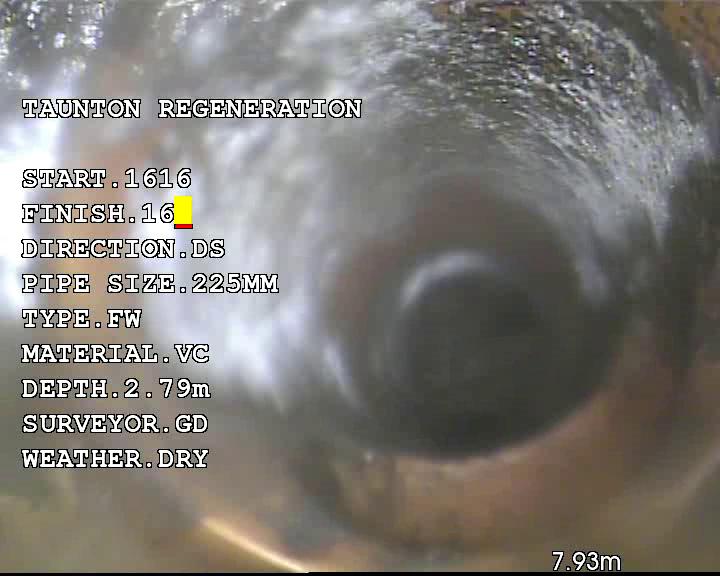 TAUNTON REGENERATION
START.1616
FINISH.16
DIRECTION.DS
PIPE SIZE.225MM
TYPE.FW
MATERIAL.VC
DEPTH.2.79m
SURVEYOR.GD
WEATHER.DRY
7.93m